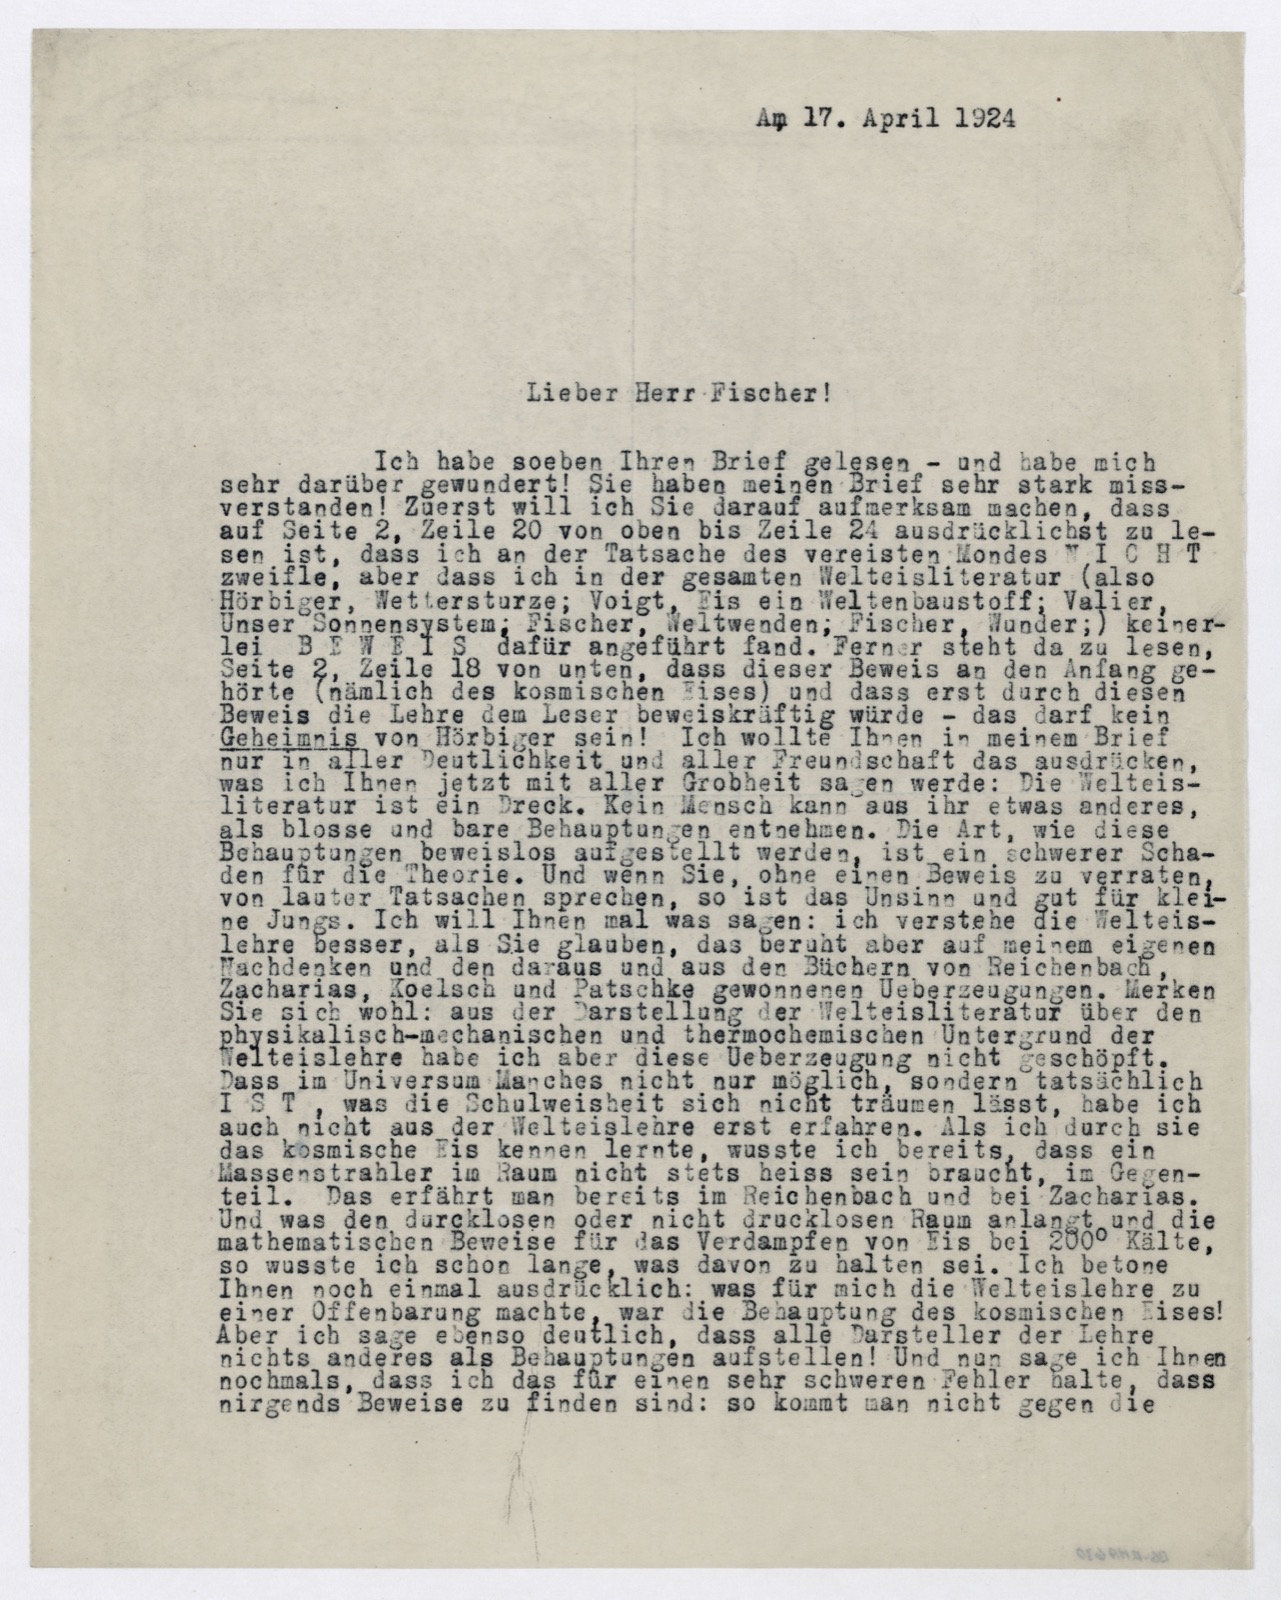 Am 17. April 1924
Lieber Herr Fischer!
Ich habe soeben Ihren Brief gelesen - und habe mich
sehr darüber gewundert! Sie haben meinen Brief sehr stark miss-
verstanden! Zuerst will ich Sie darauf aufmerksam machen, dass
auf Seite 2, Zeile 20 von oben bis Zeile 24 ausdrücklichst zu le-
sen ist, dass ich an der Tatsache des vereisten Mondes N I C H T
zweifle, aber dass ich in der gesamten Welteisliteratur (also
Hörbiger, Wettersturze; Voigt, Eis ein Weltenbaustoff; Valier,
Unser Sonnensystem; Fischer, Weltwenden; Fischer, Wunder;) keiner-
lei B E W E I S dafür angeführt fand. Ferner steht da zu lesen,
Seite 2, Zeile 18 von unten, dass dieser Beweis an den Anfang ge-
hörte (nämlich des kosmischen Eises) und dass erst durch diesen
Beweis die Lehre dem Leser beweiskräftig würde - das darf kein
Geheimnis von Hörbiger sein! Ich wollte Ihnen in meinem Brief
nur in aller Deutlichkeit und aller Freundschaft das ausdrücken,
was ich Ihnen jetzt mit aller Grobheit sagen werde: Die Welteis-
literatur ist ein Dreck. Kein Mensch kann aus ihr etwas anderes,
als blosse und bare Behauptungen entnehmen. Die Art, wie diese
Behauptungen beweislos aufgestellt werden, ist ein schwerer Scha-
den für die Theorie. Und wenn Sie, ohne einen Beweis zu verraten,
von lauter Tatsachen sprechen, so ist das Unsinn und gut für klei-
ne Jungs. Ich will Ihnen mal was sagen: ich verstehe die Welteis-
lehre besser, als Sie glauben, das beruht aber auf meinem eigenen
Nachdenken und den daraus und aus den Büchern von Reichenbach,
Zacharias, Koelsch und Patschke gewonnenen Ueberzeugungen. Merken
Sie sich wohl: aus der Darstellung der Welteisliteratur über den
physikalisch-mechanischen und thermochemischen Untergrund der
Welteislehre habe ich aber diese Ueberzeugung nicht geschöpft.
Dass im Universum Manches nicht nur möglich, sondern tatsächlich
I S T , was die Schulweisheit sich nicht träumen lässt, habe ich
auch nicht aus der Welteislehre erst erfahren. Als ich durch sie
das kosmische Eis kennen lernte, wusste ich bereits, dass ein
Massenstrahler im Raum nicht stets heiss sein braucht, im Gegen-
teil. Das erfährt man bereits im Reichenbach und bei Zacharias.
Und was den durcklosen oder nicht drucklosen Raum anlangt und die
mathematischen Beweise für das Verdampfen von Eis bei 200° Kälte,
so wusste ich schon lange, was davon zu halten sei. Ich betone
Ihnen noch einmal ausdrücklich: was für mich die Welteislehre zu
einer Offenbarung machte, war die Behauptung des kosmischen Eises!
Aber ich sage ebenso deutlich, dass alle Darsteller der Lehre
nichts anderes als Behauptungen aufstellen! Und nun sage ich Ihnen
nochmals, dass ich das für einen sehr schweren Fehler halte, dass
nirgends Beweise zu finden sind: so kommt man nicht gegen die